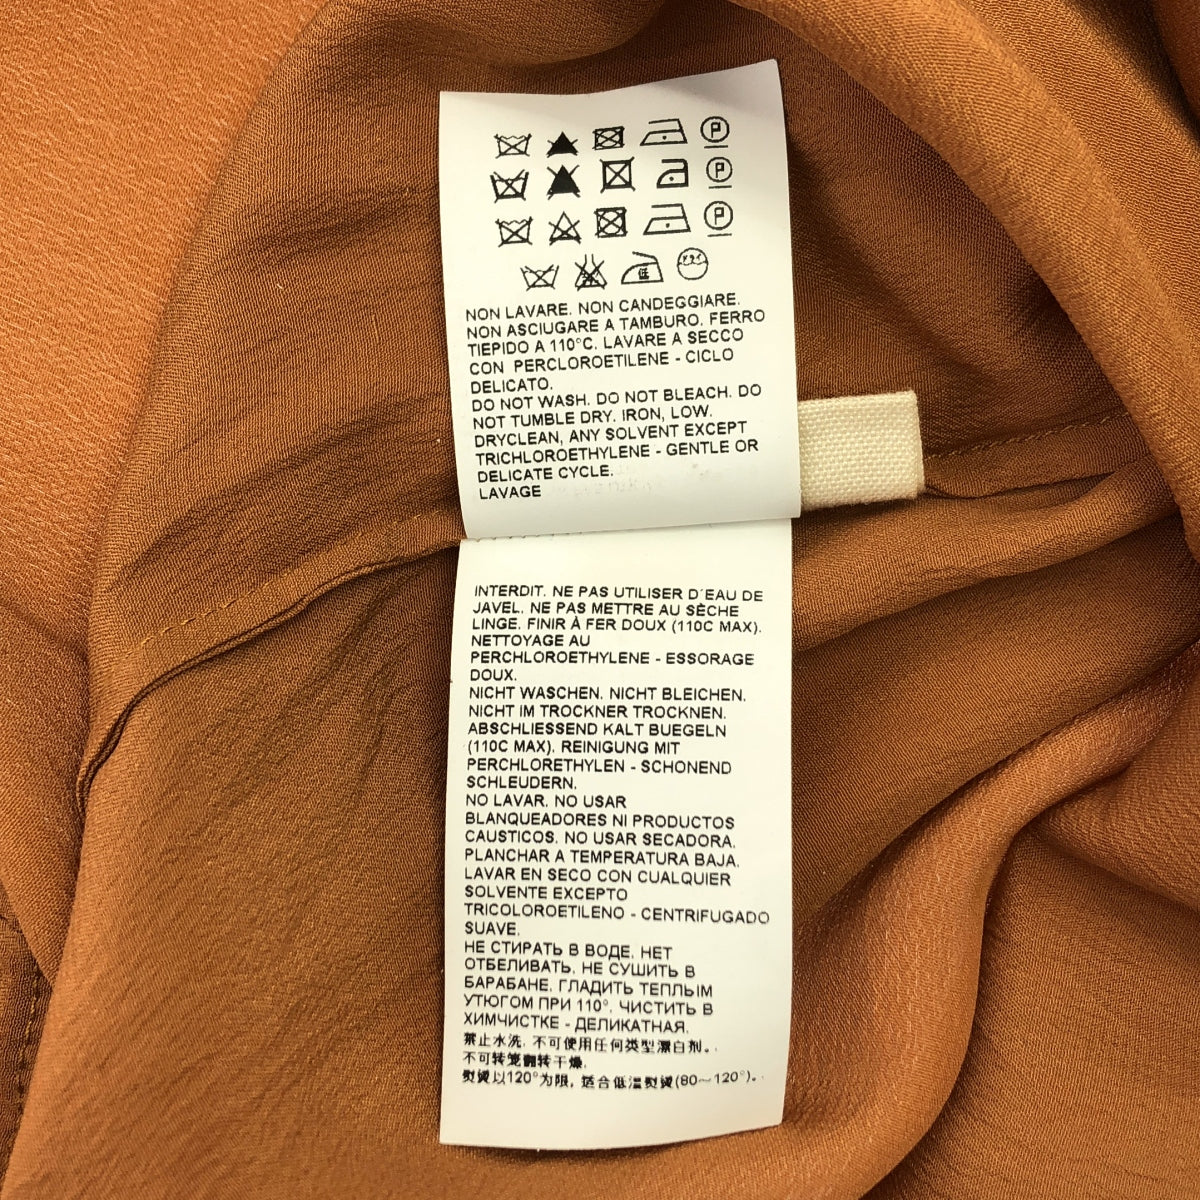 P
P
P
低
ドライ
NON LAVARE. NON CANDEGGIARE.
NON ASCIUGARE A TAMBURO. FERRO
TIEPIDO A 110°C. LAVARE A SECCO
CON PERCLOROETILENE - CICLO
DELICATO.
DO NOT WASH. DO NOT BLEACH. DO
NOT TUMBLE DRY. IRON, LOW.
DRYCLEAN, ANY SOLVENT EXCEPT
TRICHLOROETHYLENE - GENTLE OR
DELICATE CYCLE.
LAVAGE
INTERDIT. NE PAS UTILISER D'EAU DE
JAVEL. NE PAS METTRE AU SÈCHE
LINGE. FINIR À FER DOUX (110C MAX).
NETTOYAGE AU
PERCHLOROETHYLENE - ESSORAGE
DOUX.
NICHT WASCHEN. NICHT BLEICHEN.
NICHT IM TROCKNER TROCKNEN.
ABSCHLIESSEND KALT BUEGELN
(110C MAX). REINIGUNG MIT
PERCHLORETHYLEN - SCHONEND
SCHLEUDERN.
NO LAVAR. NO USAR
BLANQUEADORES NI PRODUCTOS
CAUSTICOS. NO USAR SECADORA.
PLANCHAR A TEMPERATURA BAJA.
LAVAR EN SECO CON CUALQUIER
SOLVENTE EXCEPTO
TRICOLOROETILENO - CENTRIFUGADO
SUAVE.
НЕ СТИРАТЬ В ВОДЕ. НЕТ
ОТБЕЛИВАТЬ. НЕ СУШИТЬ В
БАРАБАНЕ. ГЛАДИТЬ ТЕПЛЫМ
УТЮГОМ ПРИ 110°. ЧИСТИТЬ В
ХИМЧИСТКЕ - ДЕЛИКАТНАЯ.
禁止水洗. 不可使用任何类型漂白剂。.
不可转笼翻转干燥.
熨烫以120°为限, 适合低温熨烫(80～120°)。.